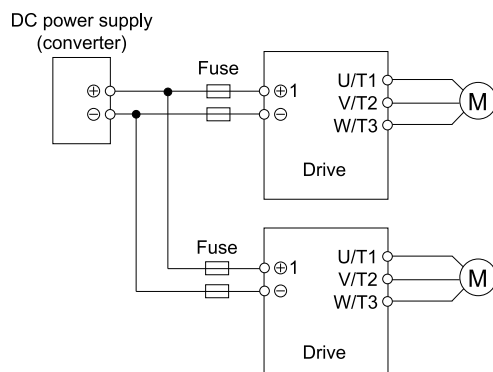 DC power supply
(converter)
⊕
⊖
Fuse
⊕1
⊖
U/T1
V/T2
W/T3
Drive
M
Fuse
⊕1
⊖
U/T1
V/T2
W/T3
Drive
M